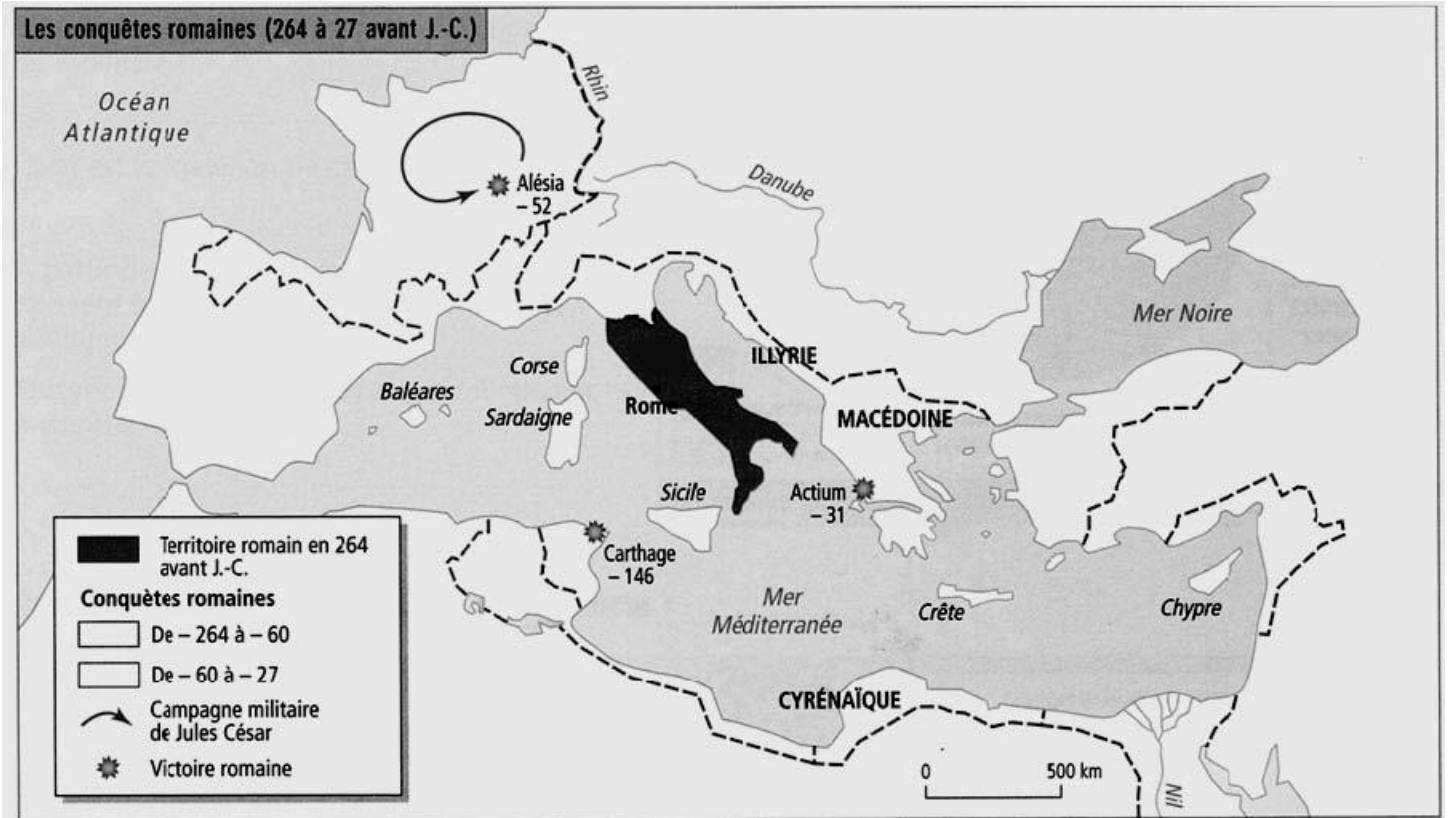 Les conquêtes romaines (264 à 27 avant J.-C.)
Océan
Atlantique
Rhin
Alésia
– 52
Danube
Mer Noire
Corse
Baléares
Sardaigne
Rome
ILLYRIE
MACÉDOINE
Sicile
Actium
– 31
Carthage
– 146
Mer
Méditerranée
Crête
Chypre
CYRÉNAÏQUE
Nil
0 500 km
Territoire romain en 264
avant J.-C.
Conquètes romaines
De – 264 à – 60
De – 60 à – 27
Campagne militaire
de Jules César
Victoire romaine